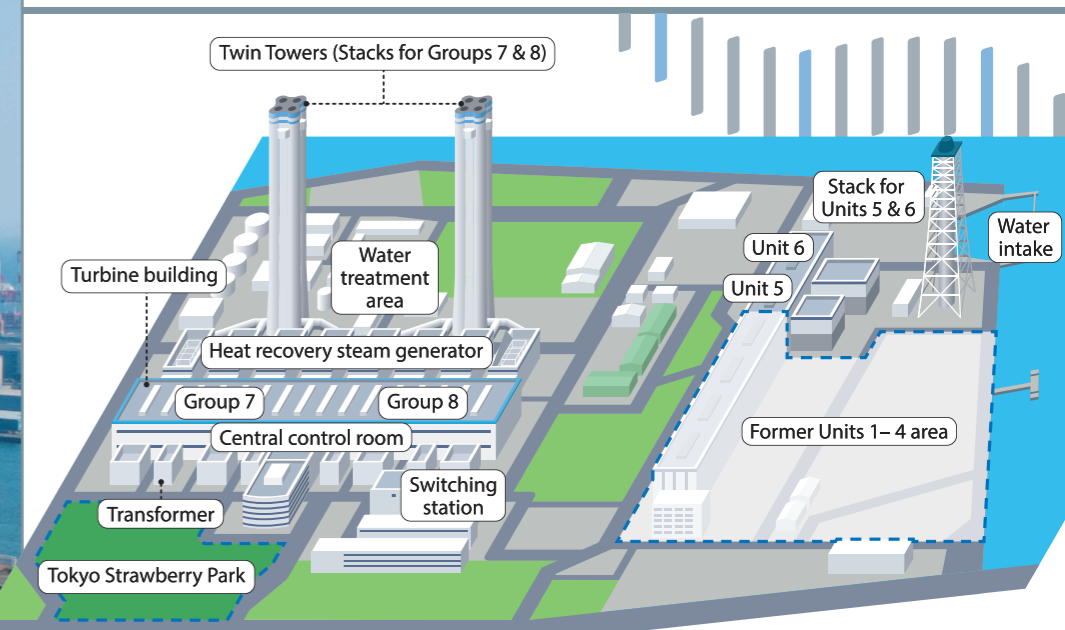 Twin Towers (Stacks for Groups 7 & 8)
Stack for
Units 5 & 6
Water
intake
Unit 6
Water
treatment
area
Turbine building
Unit 5
Heat recovery steam generator
Group 7
Group 8
Central control room
Former Units 1– 4 area
Switching
station
Transformer
Tokyo Strawberry Park